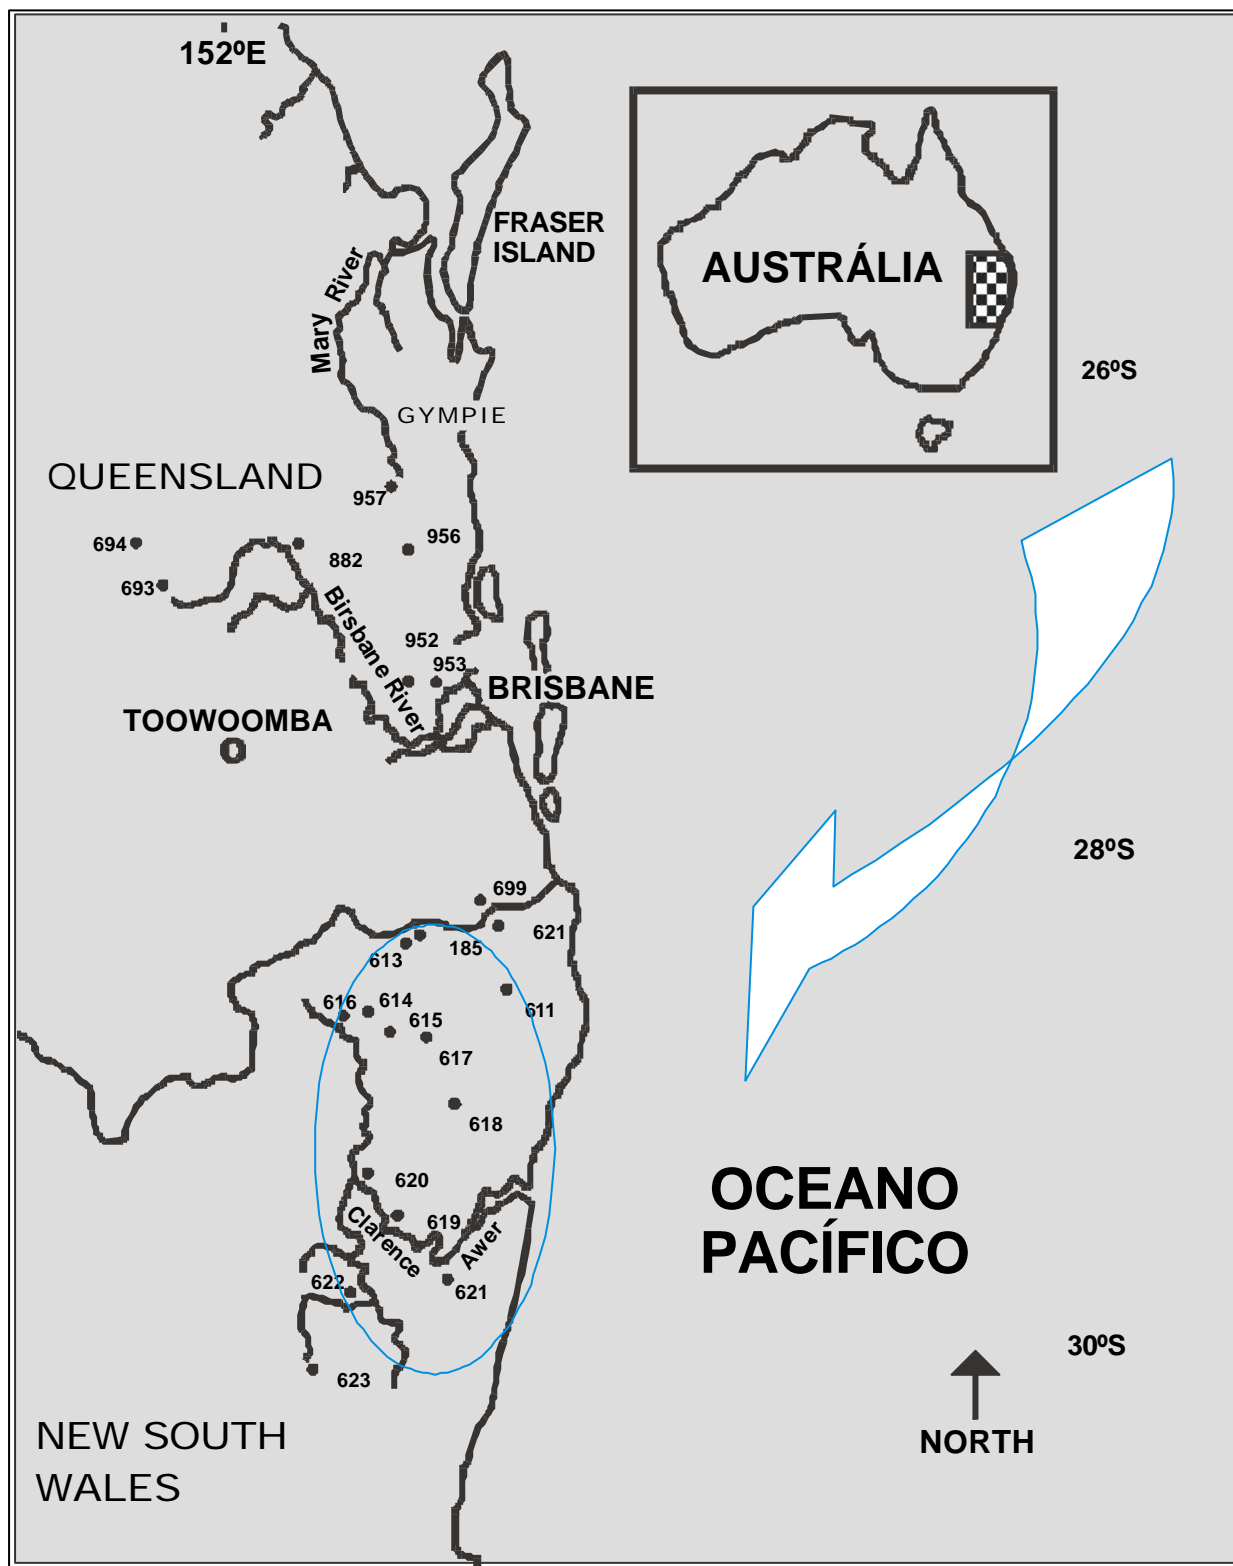 152ºE
FRASER
ISLAND
AUSTRÁLIA
Mary River
26ºS
GYMPIE
QUEENSLAND
957
694
882
956
693
Birsbane River
952
953
BRISBANE
TOOWOOMBA
28ºS
699
613
185
621
616
614
615
611
617
618
OCEANO
PACÍFICO
620
Clarence
619
Awer
622
621
623
30ºS
NORTH
NEW SOUTH
WALES